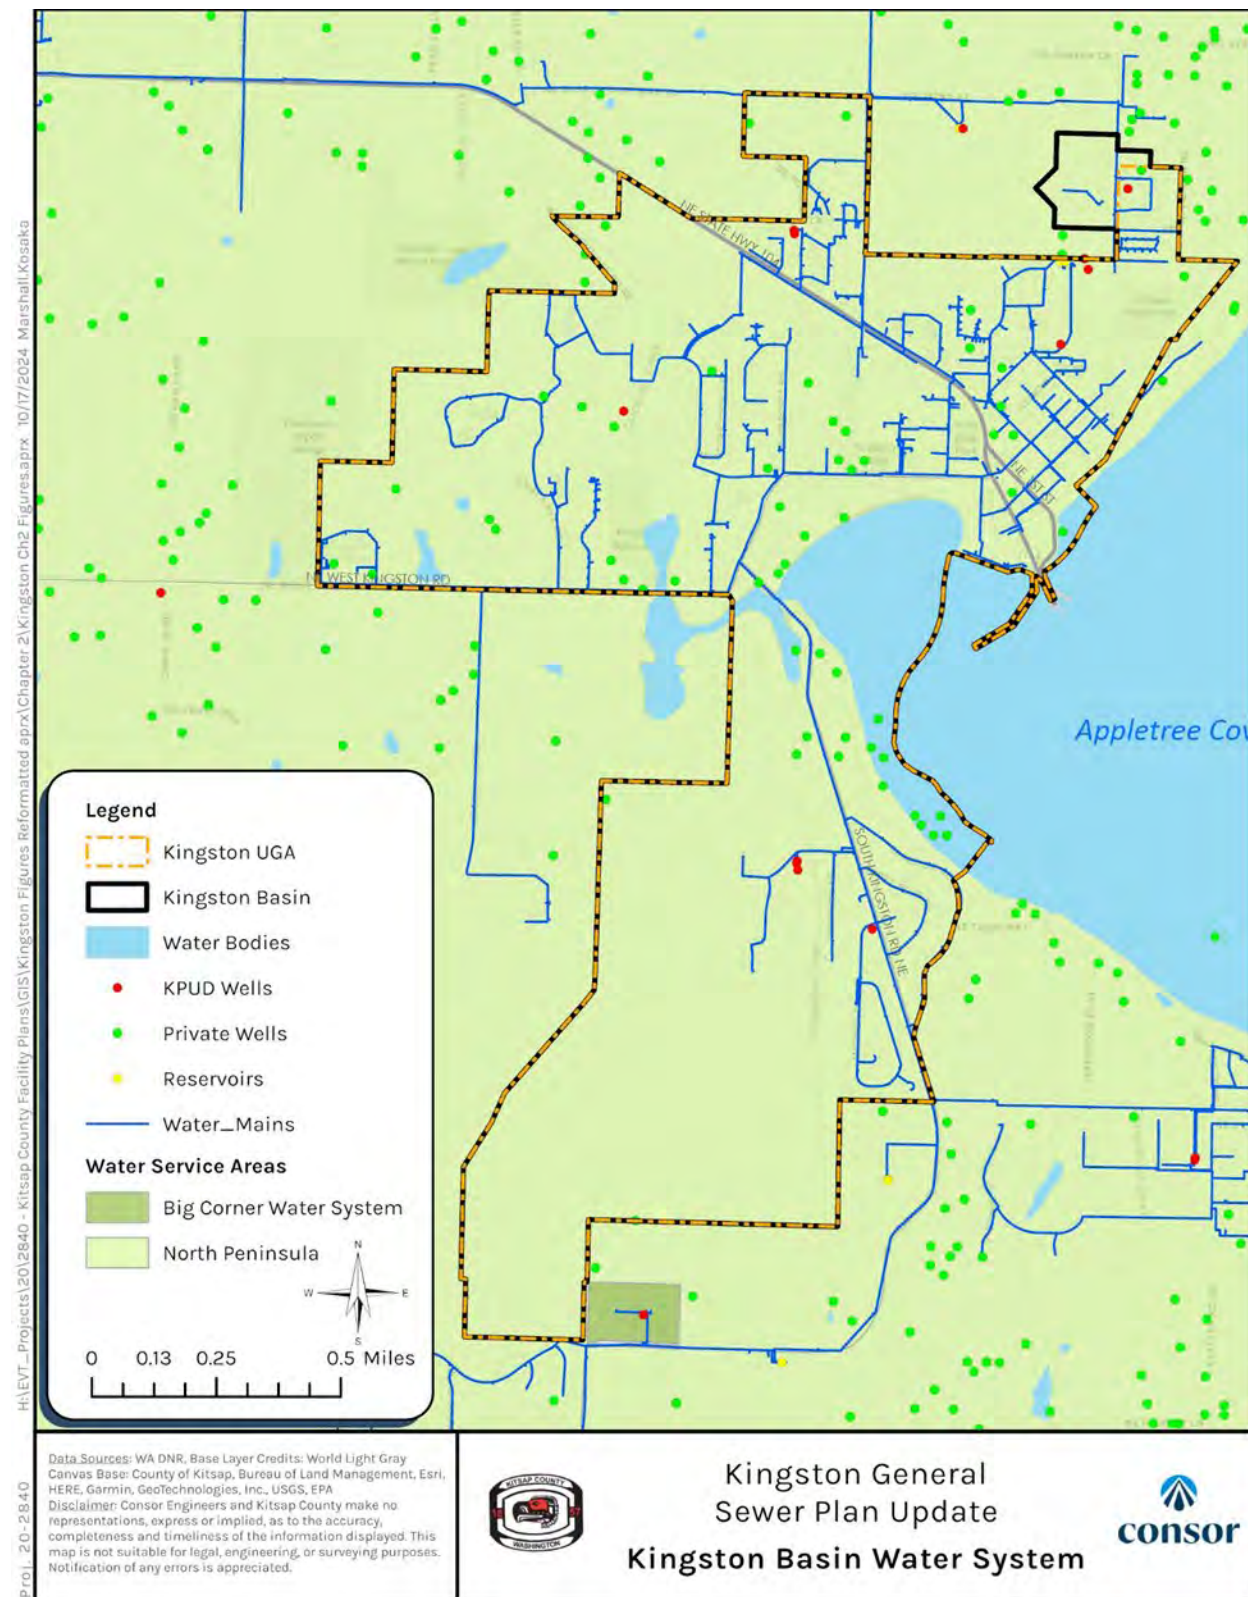 H:\EVT_Projects\20\2840 - Kitsap County Facility Plans\GIS\Kingston Figures Reformatted aprx\Chapter 2\Kingston Ch2 Figures.aprx 10/17/2024 Marshall.Kosaka
Proj. 20-2840
NE STATE HWY 104
NE 1ST ST
WEST KINGSTON RD
Appletree Cov
SOUTH KINGSTON RD NE
Legend
Kingston UGA
Kingston Basin
Water Bodies
KPUD Wells
Private Wells
Reservoirs
Water_Mains
Water Service Areas
Big Corner Water System
North Peninsula
N
W E
S
0 0.13 0.25 0.5 Miles
Data Sources: WA DNR, Base Layer Credits: World Light Gray
Canvas Base: County of Kitsap, Bureau of Land Management, Esri,
HERE, Garmin, GeoTechnologies, Inc., USGS, EPA
Disclaimer: Consor Engineers and Kitsap County make no
representations, express or implied, as to the accuracy,
completeness and timeliness of the information displayed. This
map is not suitable for legal, engineering, or surveying purposes.
Notification of any errors is appreciated.
KITSAP COUNTY
18 57
WASHINGTON
Kingston General
Sewer Plan Update
Kingston Basin Water System
consor